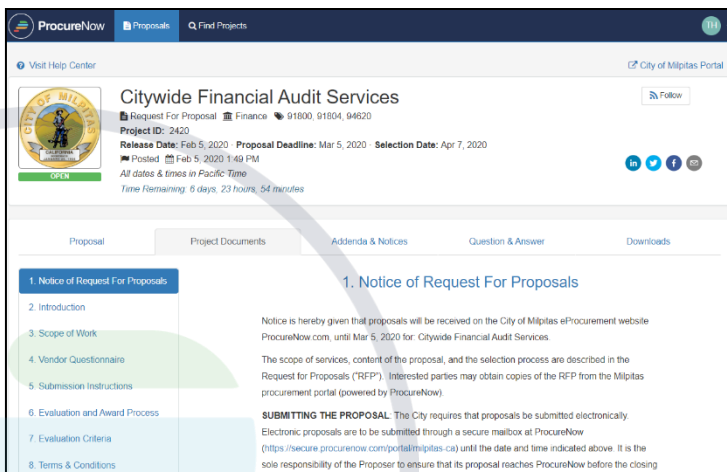 ProcureNow Proposals Find Projects TH
Visit Help Center City of Milpitas Portal
CITY OF MILPITAS
CALIFORNIA
OPEN
Citywide Financial Audit Services
Follow
Request For Proposal Finance 91800, 91804, 94620
Project ID: 2420
Release Date: Feb 5, 2020 · Proposal Deadline: Mar 5, 2020 · Selection Date: Apr 7, 2020
Posted Feb 5, 2020 1:49 PM
All dates & times in Pacific Time
Time Remaining: 6 days, 23 hours, 54 minutes
Proposal Project Documents Addenda & Notices Question & Answer Downloads
1. Notice of Request For Proposals
2. Introduction
3. Scope of Work
4. Vendor Questionnaire
5. Submission Instructions
6. Evaluation and Award Process
7. Evaluation Criteria
8. Terms & Conditions
1. Notice of Request For Proposals
Notice is hereby given that proposals will be received on the City of Milpitas eProcurement website
ProcureNow.com, until Mar 5, 2020 for: Citywide Financial Audit Services.
The scope of services, content of the proposal, and the selection process are described in the
Request for Proposals ("RFP"). Interested parties may obtain copies of the RFP from the Milpitas
procurement portal (powered by ProcureNow).
SUBMITTING THE PROPOSAL: The City requires that proposals be submitted electronically.
Electronic proposals are to be submitted through a secure mailbox at ProcureNow
(https://secure.procurenow.com/portal/milpitas-ca) until the date and time indicated above. It is the
sole responsibility of the Proposer to ensure that its proposal reaches ProcureNow before the closing